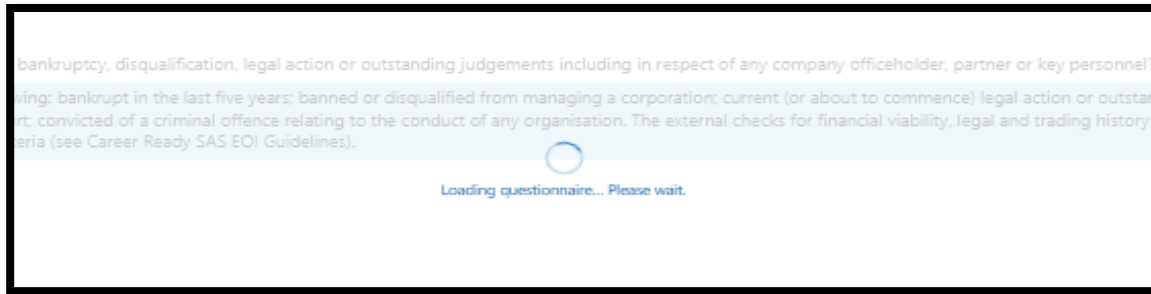 bankruptcy, disqualification, legal action or outstanding judgements including in respect of any company officeholder, partner or key personnel?
wing: bankrupt in the last five years; banned or disqualified from managing a corporation; current (or about to commence) legal action or outstan
rt; convicted of a criminal offence relating to the conduct of any organisation. The external checks for financial viability, legal and trading history
teria (see Career Ready SAS EOI Guidelines).
Loading questionnaire... Please wait.